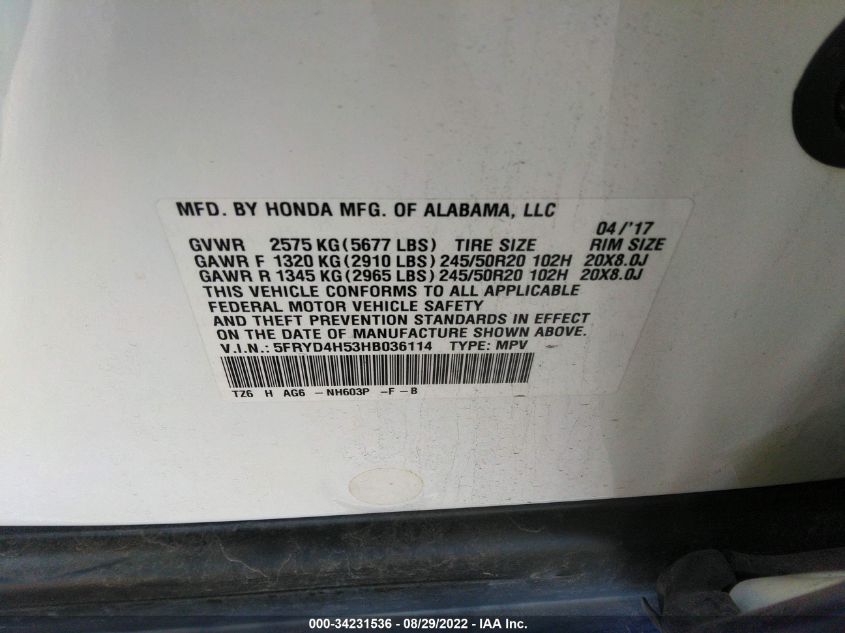 MFD. BY HONDA MFG. OF ALABAMA, LLC
04/'17
GVWR 2575 KG (5677 LBS) TIRE SIZE RIM SIZE
GAWR F 1320 KG (2910 LBS) 245/50R20 102H 20X8.0J
GAWR R 1345 KG (2965 LBS) 245/50R20 102H 20X8.0J
THIS VEHICLE CONFORMS TO ALL APPLICABLE
FEDERAL MOTOR VEHICLE SAFETY
AND THEFT PREVENTION STANDARDS IN EFFECT
ON THE DATE OF MANUFACTURE SHOWN ABOVE.
V.I.N.: 5FRYD4H53HB036114 TYPE: MPV
TZ6 H AG6 -NH603P -F-B
000-34231536 - 08/29/2022 - IAA Inc.